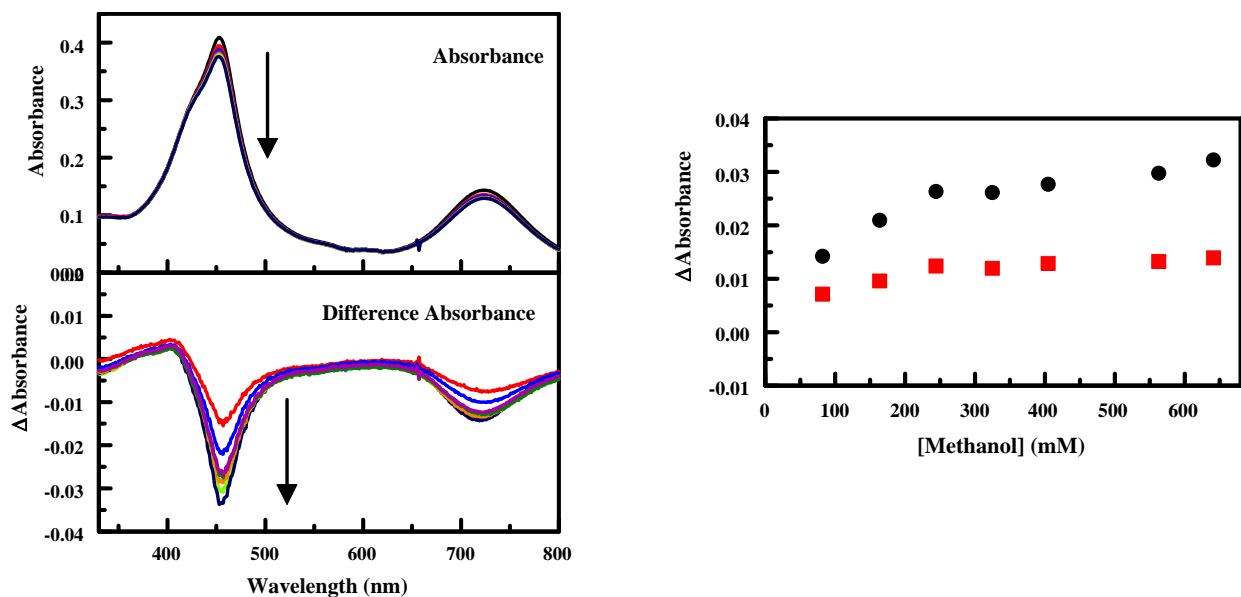 0.4
0.3
0.2
0.1
Absorbance
Absorbance
0.01
0.00
-0.01
-0.02
-0.03
-0.04
ΔAbsorbance
Difference Absorbance
400 500 600 700 800
Wavelength (nm)
0.04
0.03
0.02
0.01
0.00
-0.01
ΔAbsorbance
0 100 200 300 400 500 600
[Methanol] (mM)